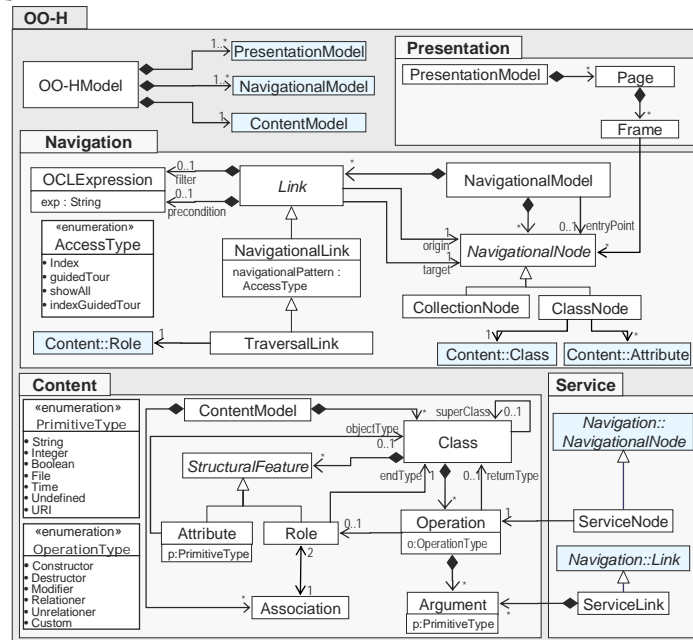 OO-H
OO-HModel
1..*
PresentationModel
1..*
NavigationalModel
1
ContentModel
Presentation
PresentationModel
*
Page
*
Frame
Navigation
OCLExpression
exp : String
0..1
filter
0..1
precondition
Link
*
NavigationalModel
«enumeration»
AccessType
• Index
• guidedTour
• showAll
• indexGuidedTour
NavigationalLink
navigationalPattern :
AccessType
1
origin
1
target
*
0..1
entryPoint
*
NavigationalNode
CollectionNode
ClassNode
Content::Role
1
TraversalLink
1
*
Content::Class
Content::Attribute
Content
«enumeration»
PrimitiveType
• String
• Integer
• Boolean
• File
• Time
• Undefined
• URI
«enumeration»
OperationType
• Constructor
• Destructor
• Modifier
• Relationer
• Unrelationer
• Custom
ContentModel
*
superClass
0..1
objectType
0..1
Class
*
StructuralFeature
endType
1
*
0..1
returnType
Attribute
p:PrimitiveType
Role
0..1
Operation
o:OperationType
1
2
1
*
Association
*
Argument
p:PrimitiveType
*
Service
Navigation::
NavigationalNode
ServiceNode
Navigation::Link
ServiceLink